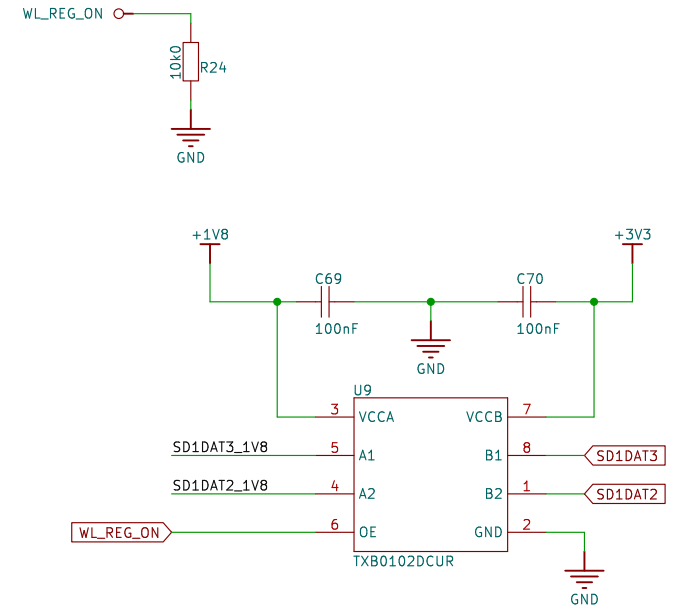 WL_REG_ON
10k0
R24
GND
+1V8
+3V3
C69
C70
100nF
100nF
GND
U9
3 VCCA VCCB 7
SD1DAT3_1V8 5 A1 B1 8 SD1DAT3
SD1DAT2_1V8 4 A2 B2 1 SD1DAT2
WL_REG_ON 6 OE GND 2
TXB0102DCUR
GND